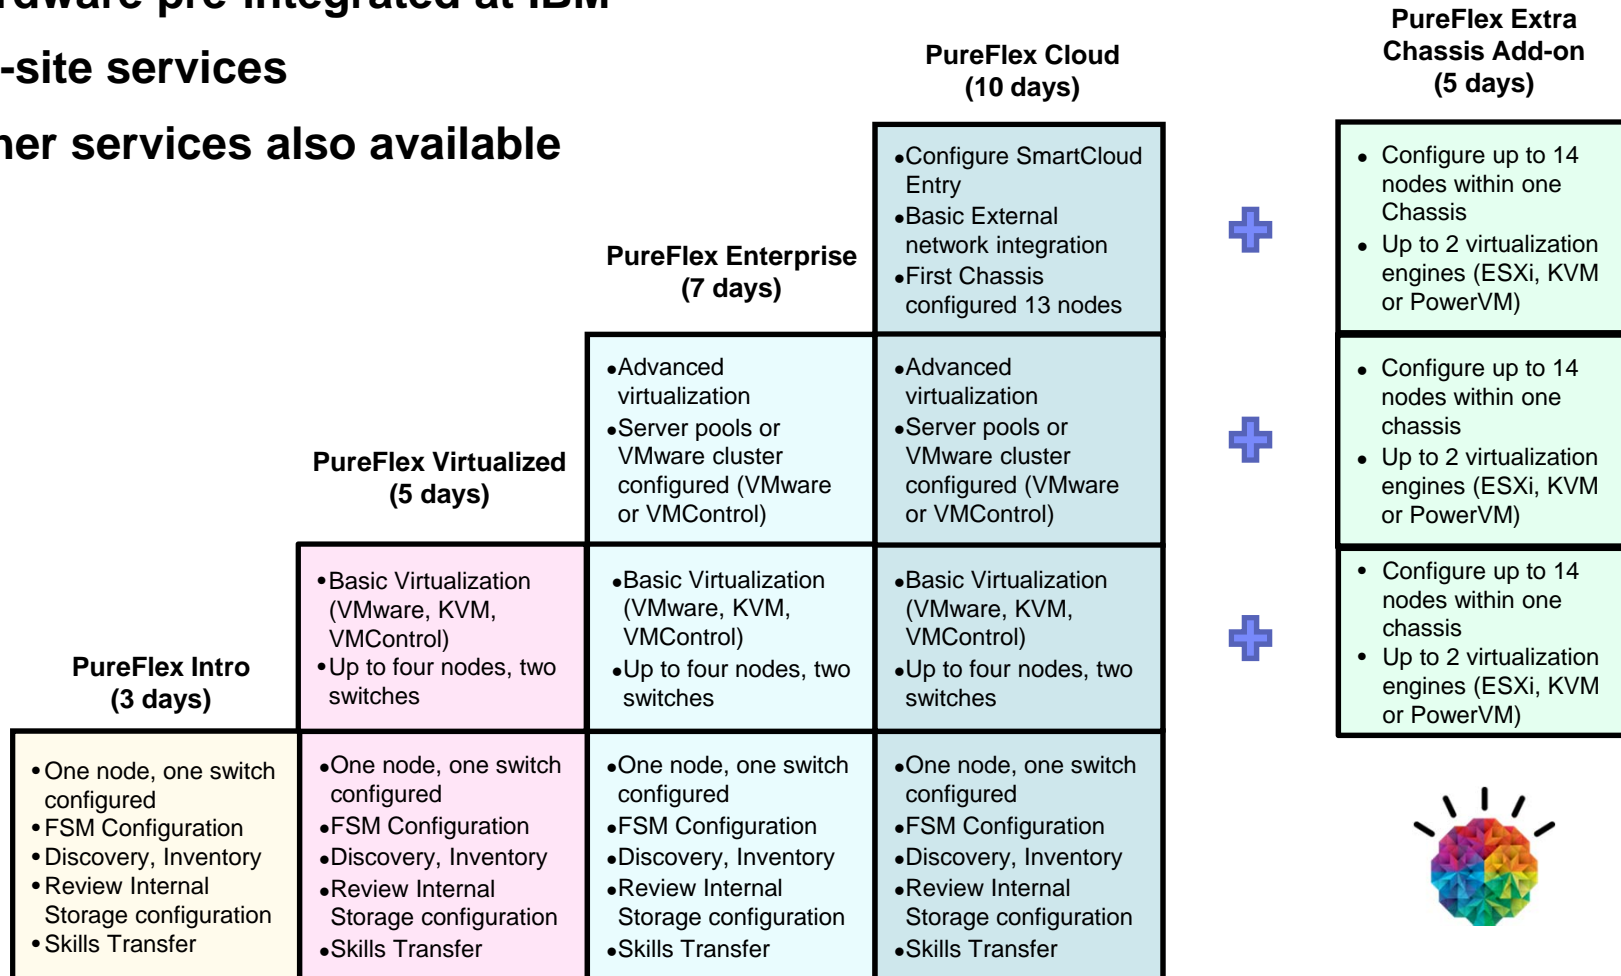 pre-integrated at IBM
-site services
services also available
PureFlex Extra
Chassis Add-on
(5 days)
PureFlex Cloud
(10 days)
•Configure SmartCloud
Entry
•Basic External
network integration
•First Chassis
configured 13 nodes
• Configure up to 14
nodes within one
Chassis
• Up to 2 virtualization
engines (ESXi, KVM
or PowerVM)
PureFlex Enterprise
(7 days)
•Advanced
virtualization
•Server pools or
VMware cluster
configured (VMware
or VMControl)
•Advanced
virtualization
•Server pools or
VMware cluster
configured (VMware
or VMControl)
• Configure up to 14
nodes within one
chassis
• Up to 2 virtualization
engines (ESXi, KVM
or PowerVM)
PureFlex Virtualized
(5 days)
•Basic Virtualization
(VMware, KVM,
VMControl)
•Up to four nodes, two
switches
•Basic Virtualization
(VMware, KVM,
VMControl)
•Up to four nodes, two
switches
•Basic Virtualization
(VMware, KVM,
VMControl)
•Up to four nodes, two
switches
• Configure up to 14
nodes within one
chassis
• Up to 2 virtualization
engines (ESXi, KVM
or PowerVM)
PureFlex Intro
(3 days)
•One node, one switch
configured
•FSM Configuration
•Discovery, Inventory
•Review Internal
Storage configuration
•Skills Transfer
•One node, one switch
configured
•FSM Configuration
•Discovery, Inventory
•Review Internal
Storage configuration
•Skills Transfer
•One node, one switch
configured
•FSM Configuration
•Discovery, Inventory
•Review Internal
Storage configuration
•Skills Transfer
•One node, one switch
configured
•FSM Configuration
•Discovery, Inventory
•Review Internal
Storage configuration
•Skills Transfer